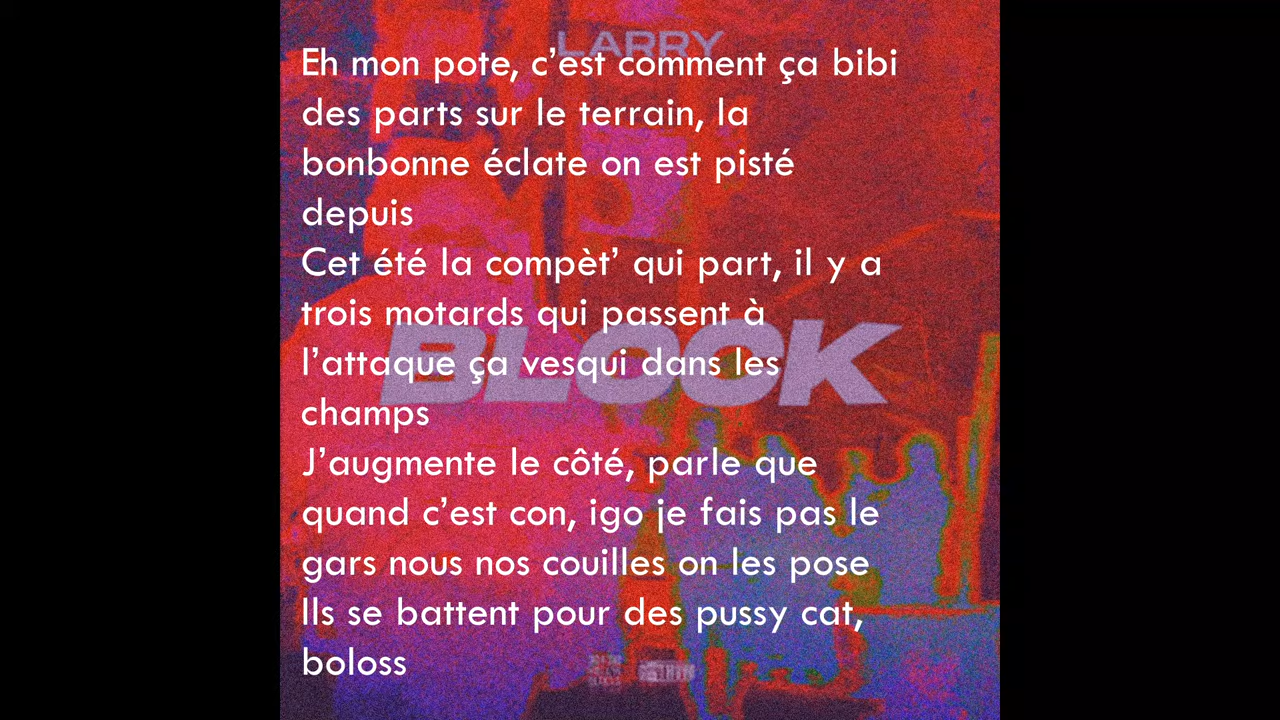 LARRY
Eh mon pote, c’est comment ça bibi
des parts sur le terrain, la
bonbonne éclate on est pisté
depuis
Cet été la compèt’ qui part, il y a
trois motards qui passent à
BLOCK
l’attaque ça vesqui dans les
champs
J’augmente le côté, parle que
quand c’est con, igo je fais pas le
gars nous nos couilles on les pose
Ils se battent pour des pussy cat,
boloss